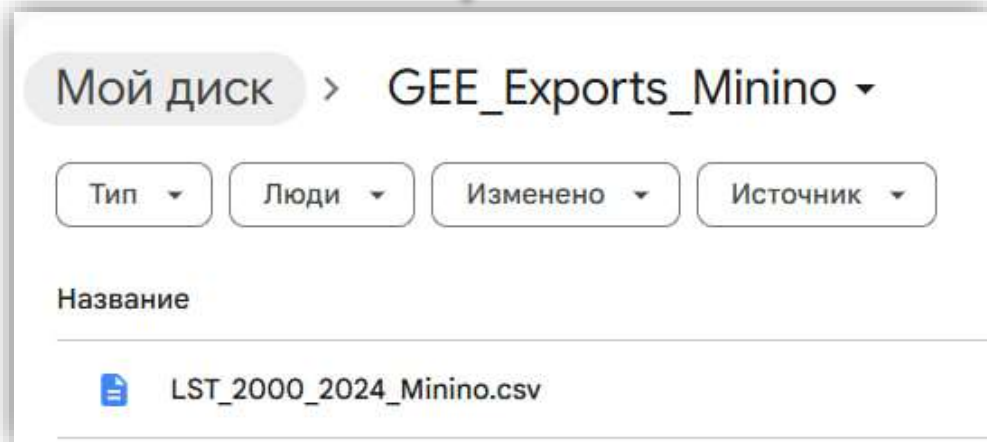 Мой диск > GEE_Exports_Minino
Тип Люди Изменено Источник
Название
LST_2000_2024_Minino.csv